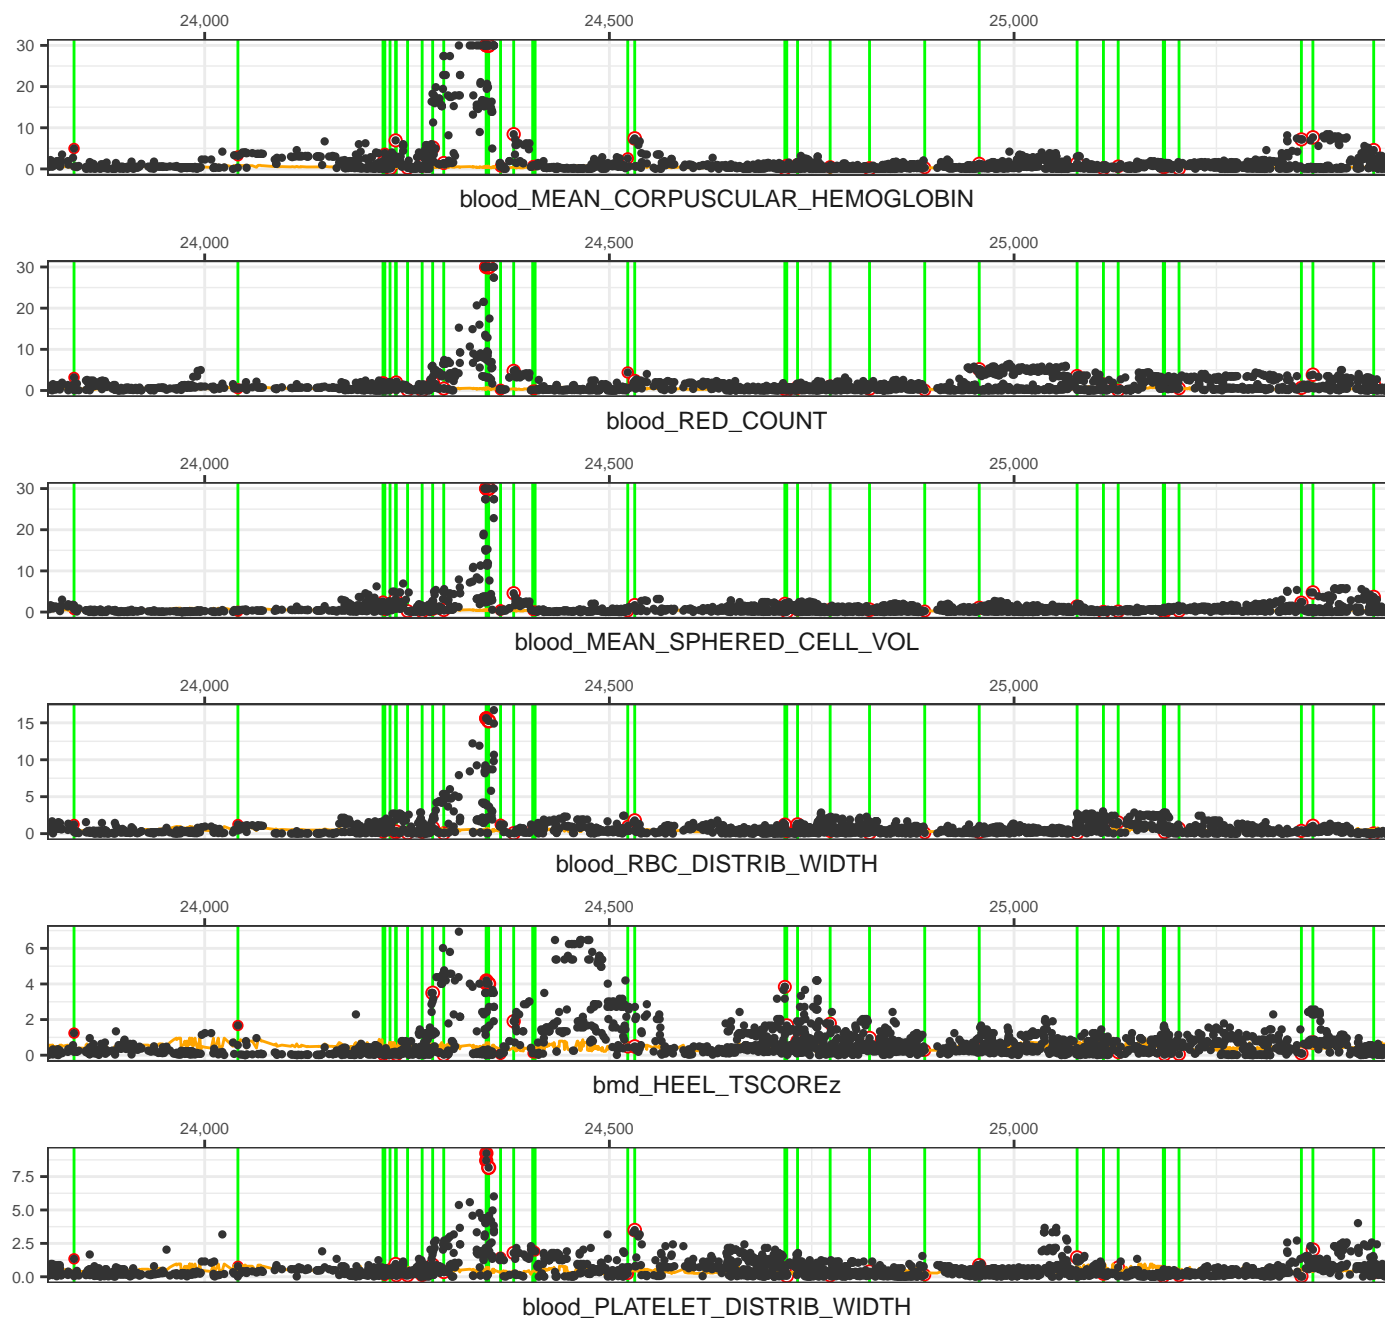 24,000 24,500 25,000
30
20
10
0
blood_MEAN_CORPUSCULAR_HEMOGLOBIN
24,000 24,500 25,000
30
20
10
0
blood_RED_COUNT
24,000 24,500 25,000
30
20
10
0
blood_MEAN_SPHERED_CELL_VOL
24,000 24,500 25,000
15
10
5
0
blood_RBC_DISTRIB_WIDTH
24,000 24,500 25,000
6
4
2
0
bmd_HEEL_TSCOREz
24,000 24,500 25,000
7.5
5.0
2.5
0.0
blood_PLATELET_DISTRIB_WIDTH